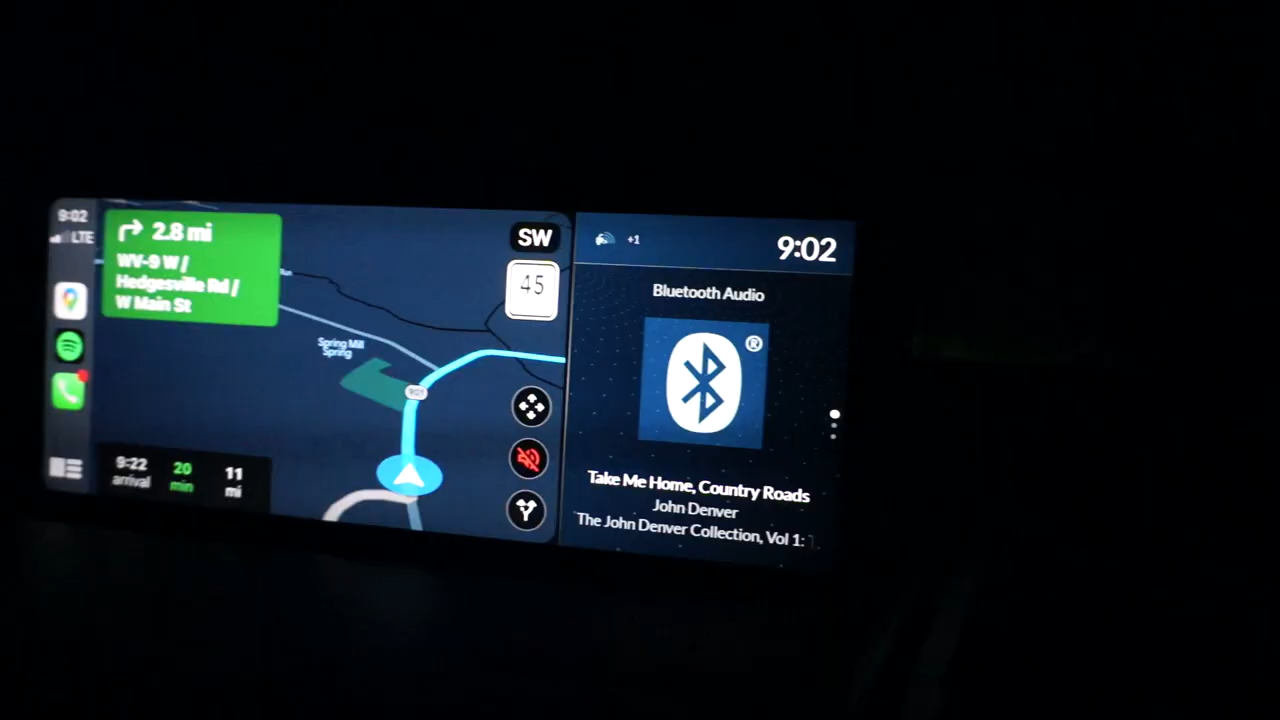 9:02
LTE
2.8 mi
WV-9 W /
Hedgesville Rd /
W Main St
Run
Spring Mill
Spring
901
SW
45
9:22
arrival
20
min
11
mi
+1
9:02
Bluetooth Audio
®
Take Me Home, Country Roads
John Denver
The John Denver Collection, Vol 1: